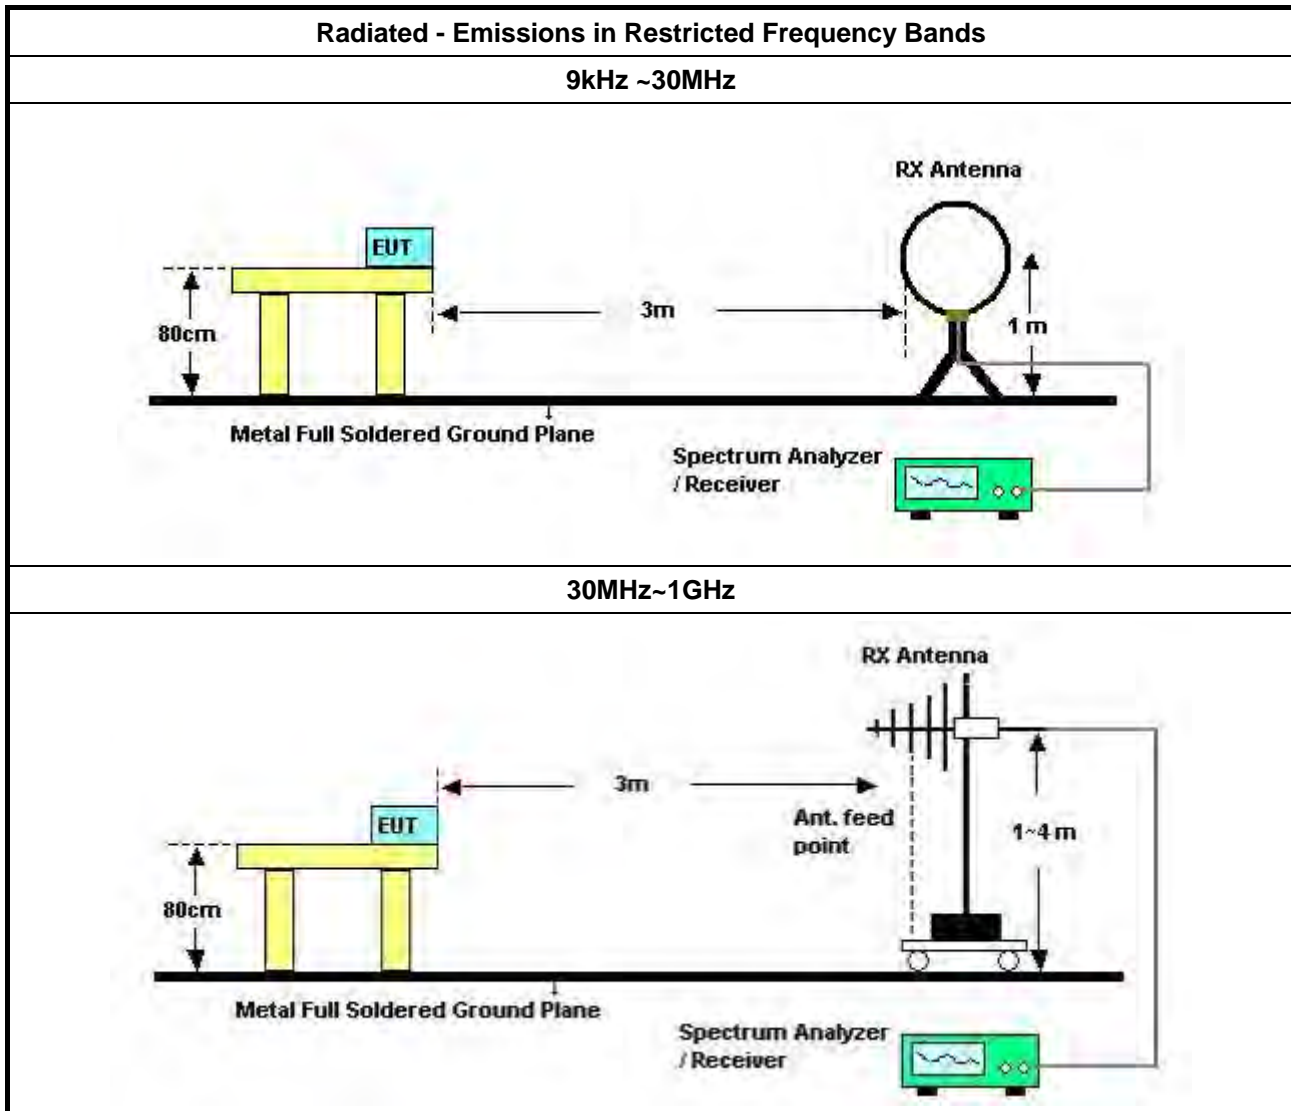 Radiated - Emissions in Restricted Frequency Bands
9kHz ~30MHz
RX Antenna
EUT
3m
80cm
1 m
Metal Full Soldered Ground Plane
Spectrum Analyzer
/ Receiver
30MHz~1GHz
RX Antenna
3m
EUT
Ant. feed
point
1~4 m
80cm
Metal Full Soldered Ground Plane
Spectrum Analyzer
/ Receiver